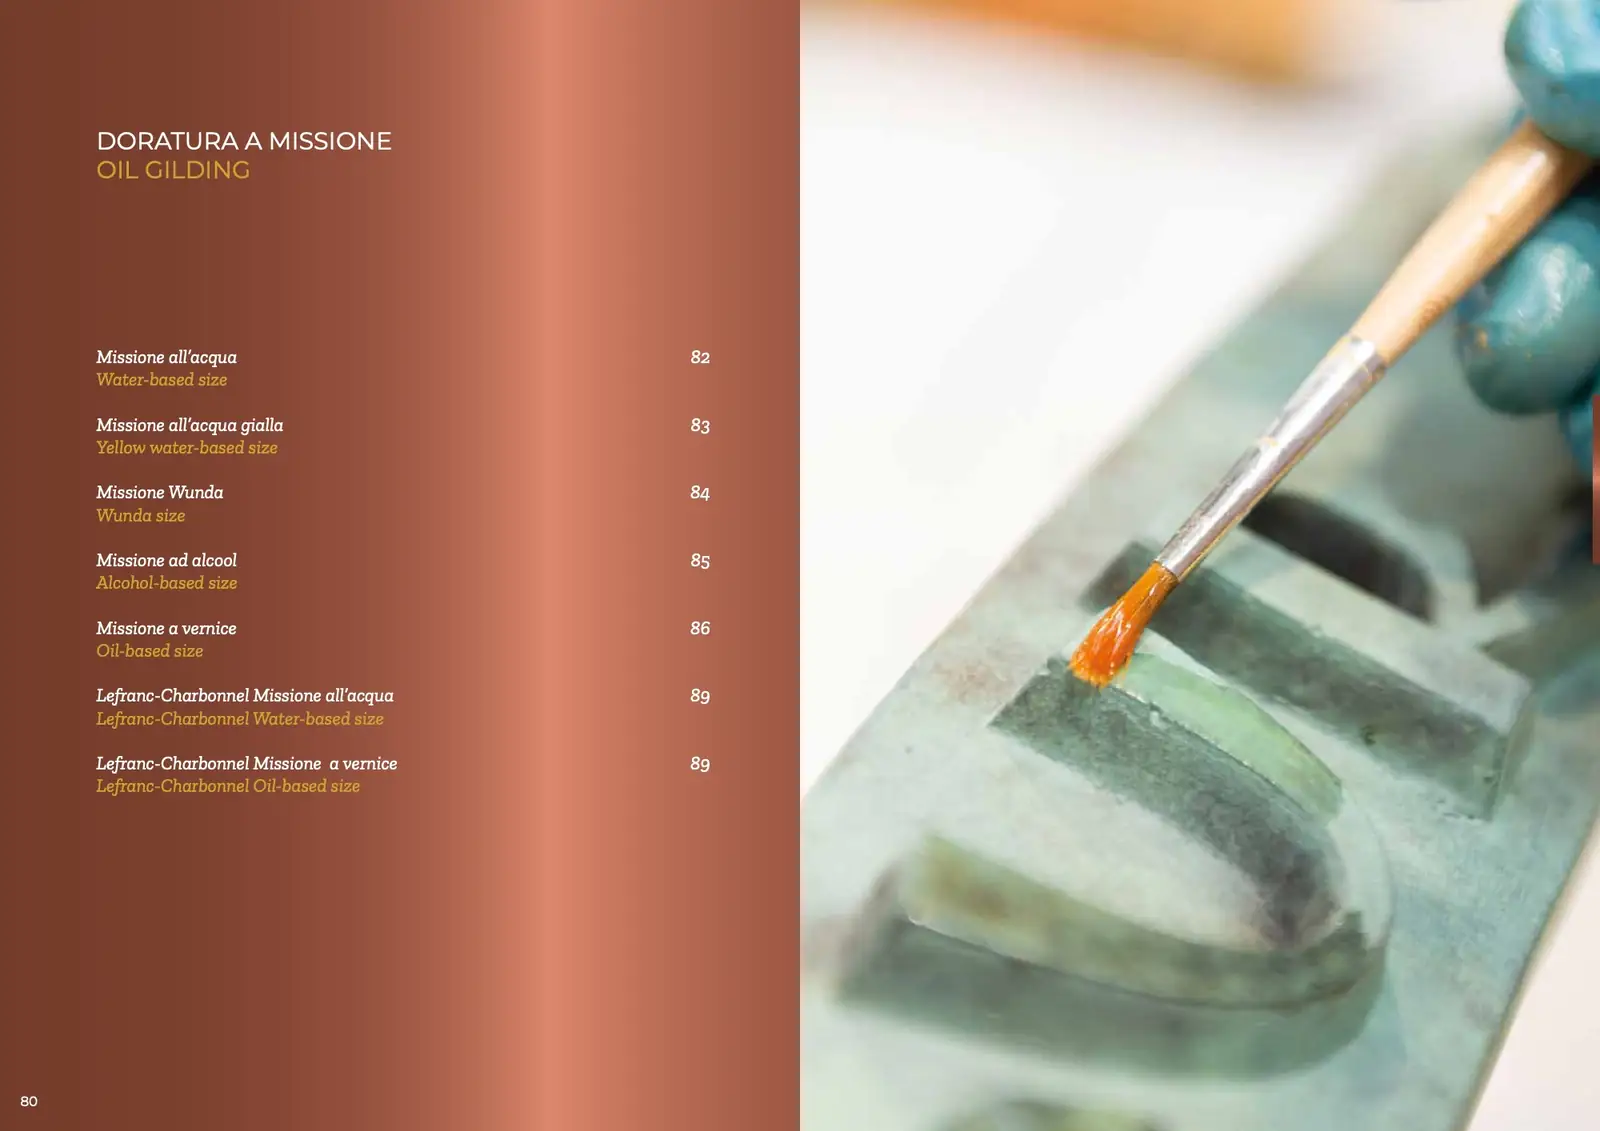 DORATURA A MISSIONE
OIL GILDING
Missione all'acqua 82
Water-based size
Missione all'acqua gialla 83
Yellow water-based size
Missione Wunda 84
Wunda size
Missione ad alcool 85
Alcohol-based size
Missione a vernice 86
Oil-based size
Lefranc-Charbonnel Missione all'acqua 89
Lefranc-Charbonnel Water-based size
Lefranc-Charbonnel Missione a vernice 89
Lefranc-Charbonnel Oil-based size
80